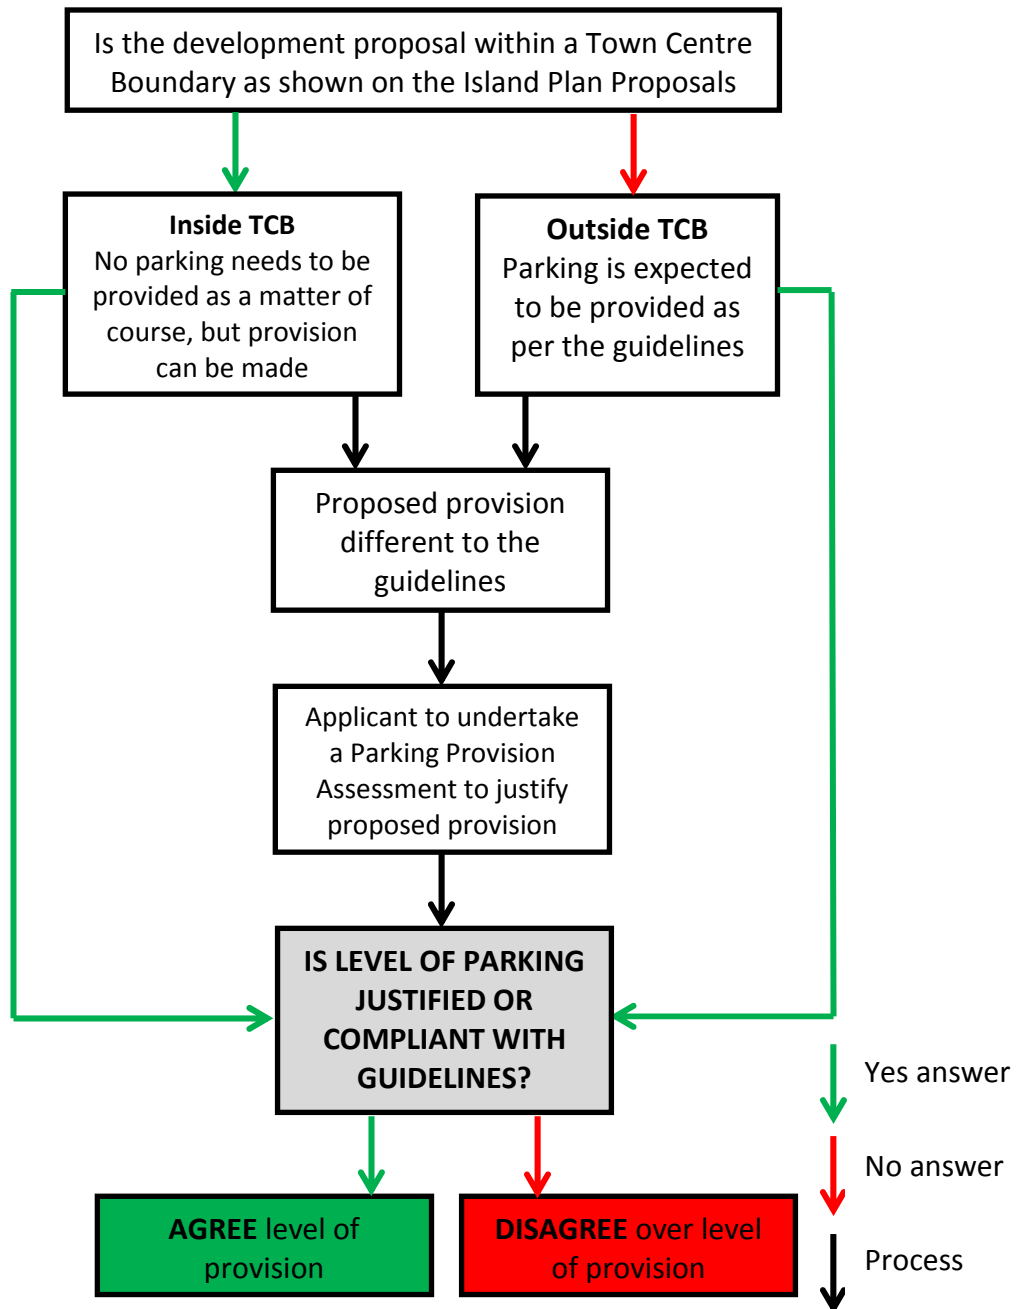 Is the development proposal within a Town Centre
Boundary as shown on the Island Plan Proposals
Inside TCB
No parking needs to be
provided as a matter of
course, but provision
can be made
Outside TCB
Parking is expected
to be provided as
per the guidelines
Proposed provision
different to the
guidelines
Applicant to undertake
a Parking Provision
Assessment to justify
proposed provision
IS LEVEL OF PARKING
JUSTIFIED OR
COMPLIANT WITH
GUIDELINES?
AGREE level of
provision
DISAGREE over level
of provision
Yes answer
No answer
Process